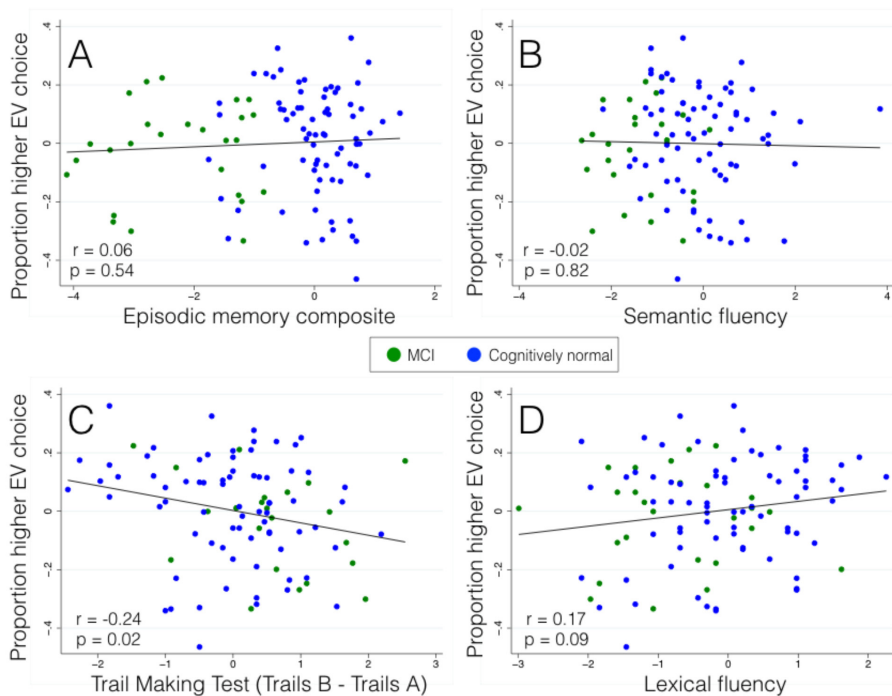 A
Proportion higher EV choice
.4
.2
0
-.2
-.4
r = 0.06
p = 0.54
-4
-2
0
2
Episodic memory composite
B
Proportion higher EV choice
.4
.2
0
-.2
-.4
r = -0.02
p = 0.82
-4
-2
0
2
4
Semantic fluency
MCI
Cognitively normal
C
Proportion higher EV choice
.4
.2
0
-.2
-.4
r = -0.24
p = 0.02
-2
-1
0
1
2
3
Trail Making Test (Trails B - Trails A)
D
Proportion higher EV choice
.4
.2
0
-.2
-.4
r = 0.17
p = 0.09
-3
-2
-1
0
1
2
Lexical fluency